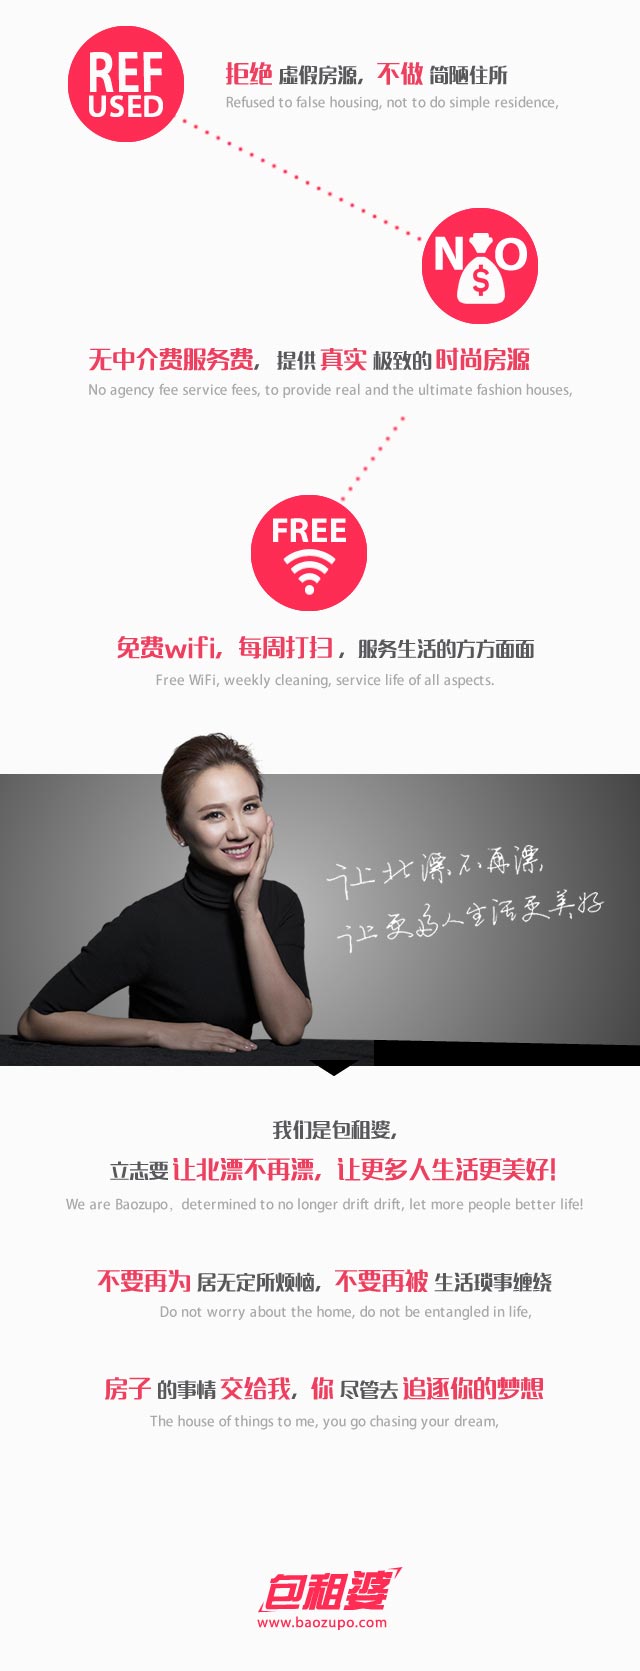 REF
USED
拒绝 虚假房源，不做 简陋住所
Refused to false housing, not to do simple residence,
N O
$
无中介费服务费，提供 真实 极致的 时尚房源
No agency fee service fees, to provide real and the ultimate fashion houses,
FREE
免费wifi，每周打扫，服务生活的方方面面
Free WiFi, weekly cleaning, service life of all aspects.
让北漂不再漂，
让更多人生活更美好
我们是包租婆，
立志要 让北漂不再漂，让更多人生活更美好！
We are Baozupo，determined to no longer drift drift, let more people better life!
不要再为 居无定所烦恼，不要再被 生活琐事缠绕
Do not worry about the home, do not be entangled in life,
房子 的事情 交给我，你 尽管去 追逐你的梦想
The house of things to me, you go chasing your dream,
包租婆
www.baozupo.com